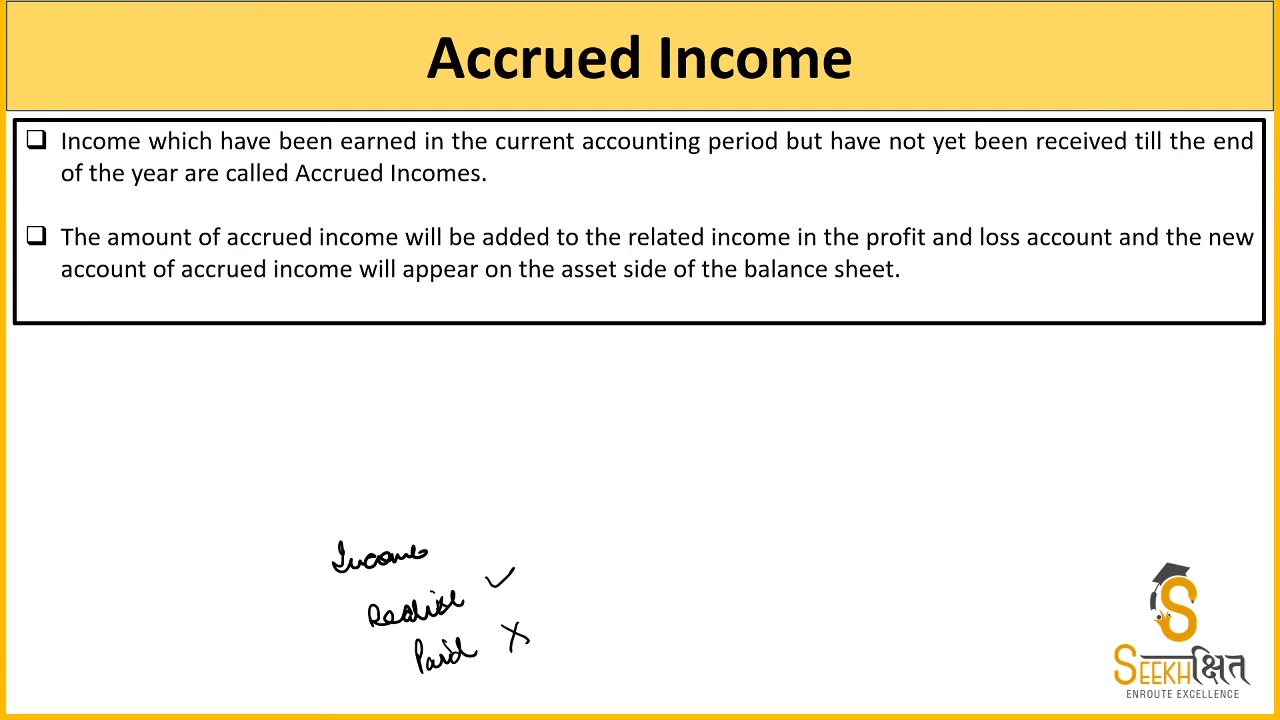 Accrued Income
❑ Income which have been earned in the current accounting period but have not yet been received till the end
of the year are called Accrued Incomes.
❑ The amount of accrued income will be added to the related income in the profit and loss account and the new
account of accrued income will appear on the asset side of the balance sheet.
Income
Realise ✓
Paid X
S
SEEKHक्षित
ENROUTE EXCELLENCE